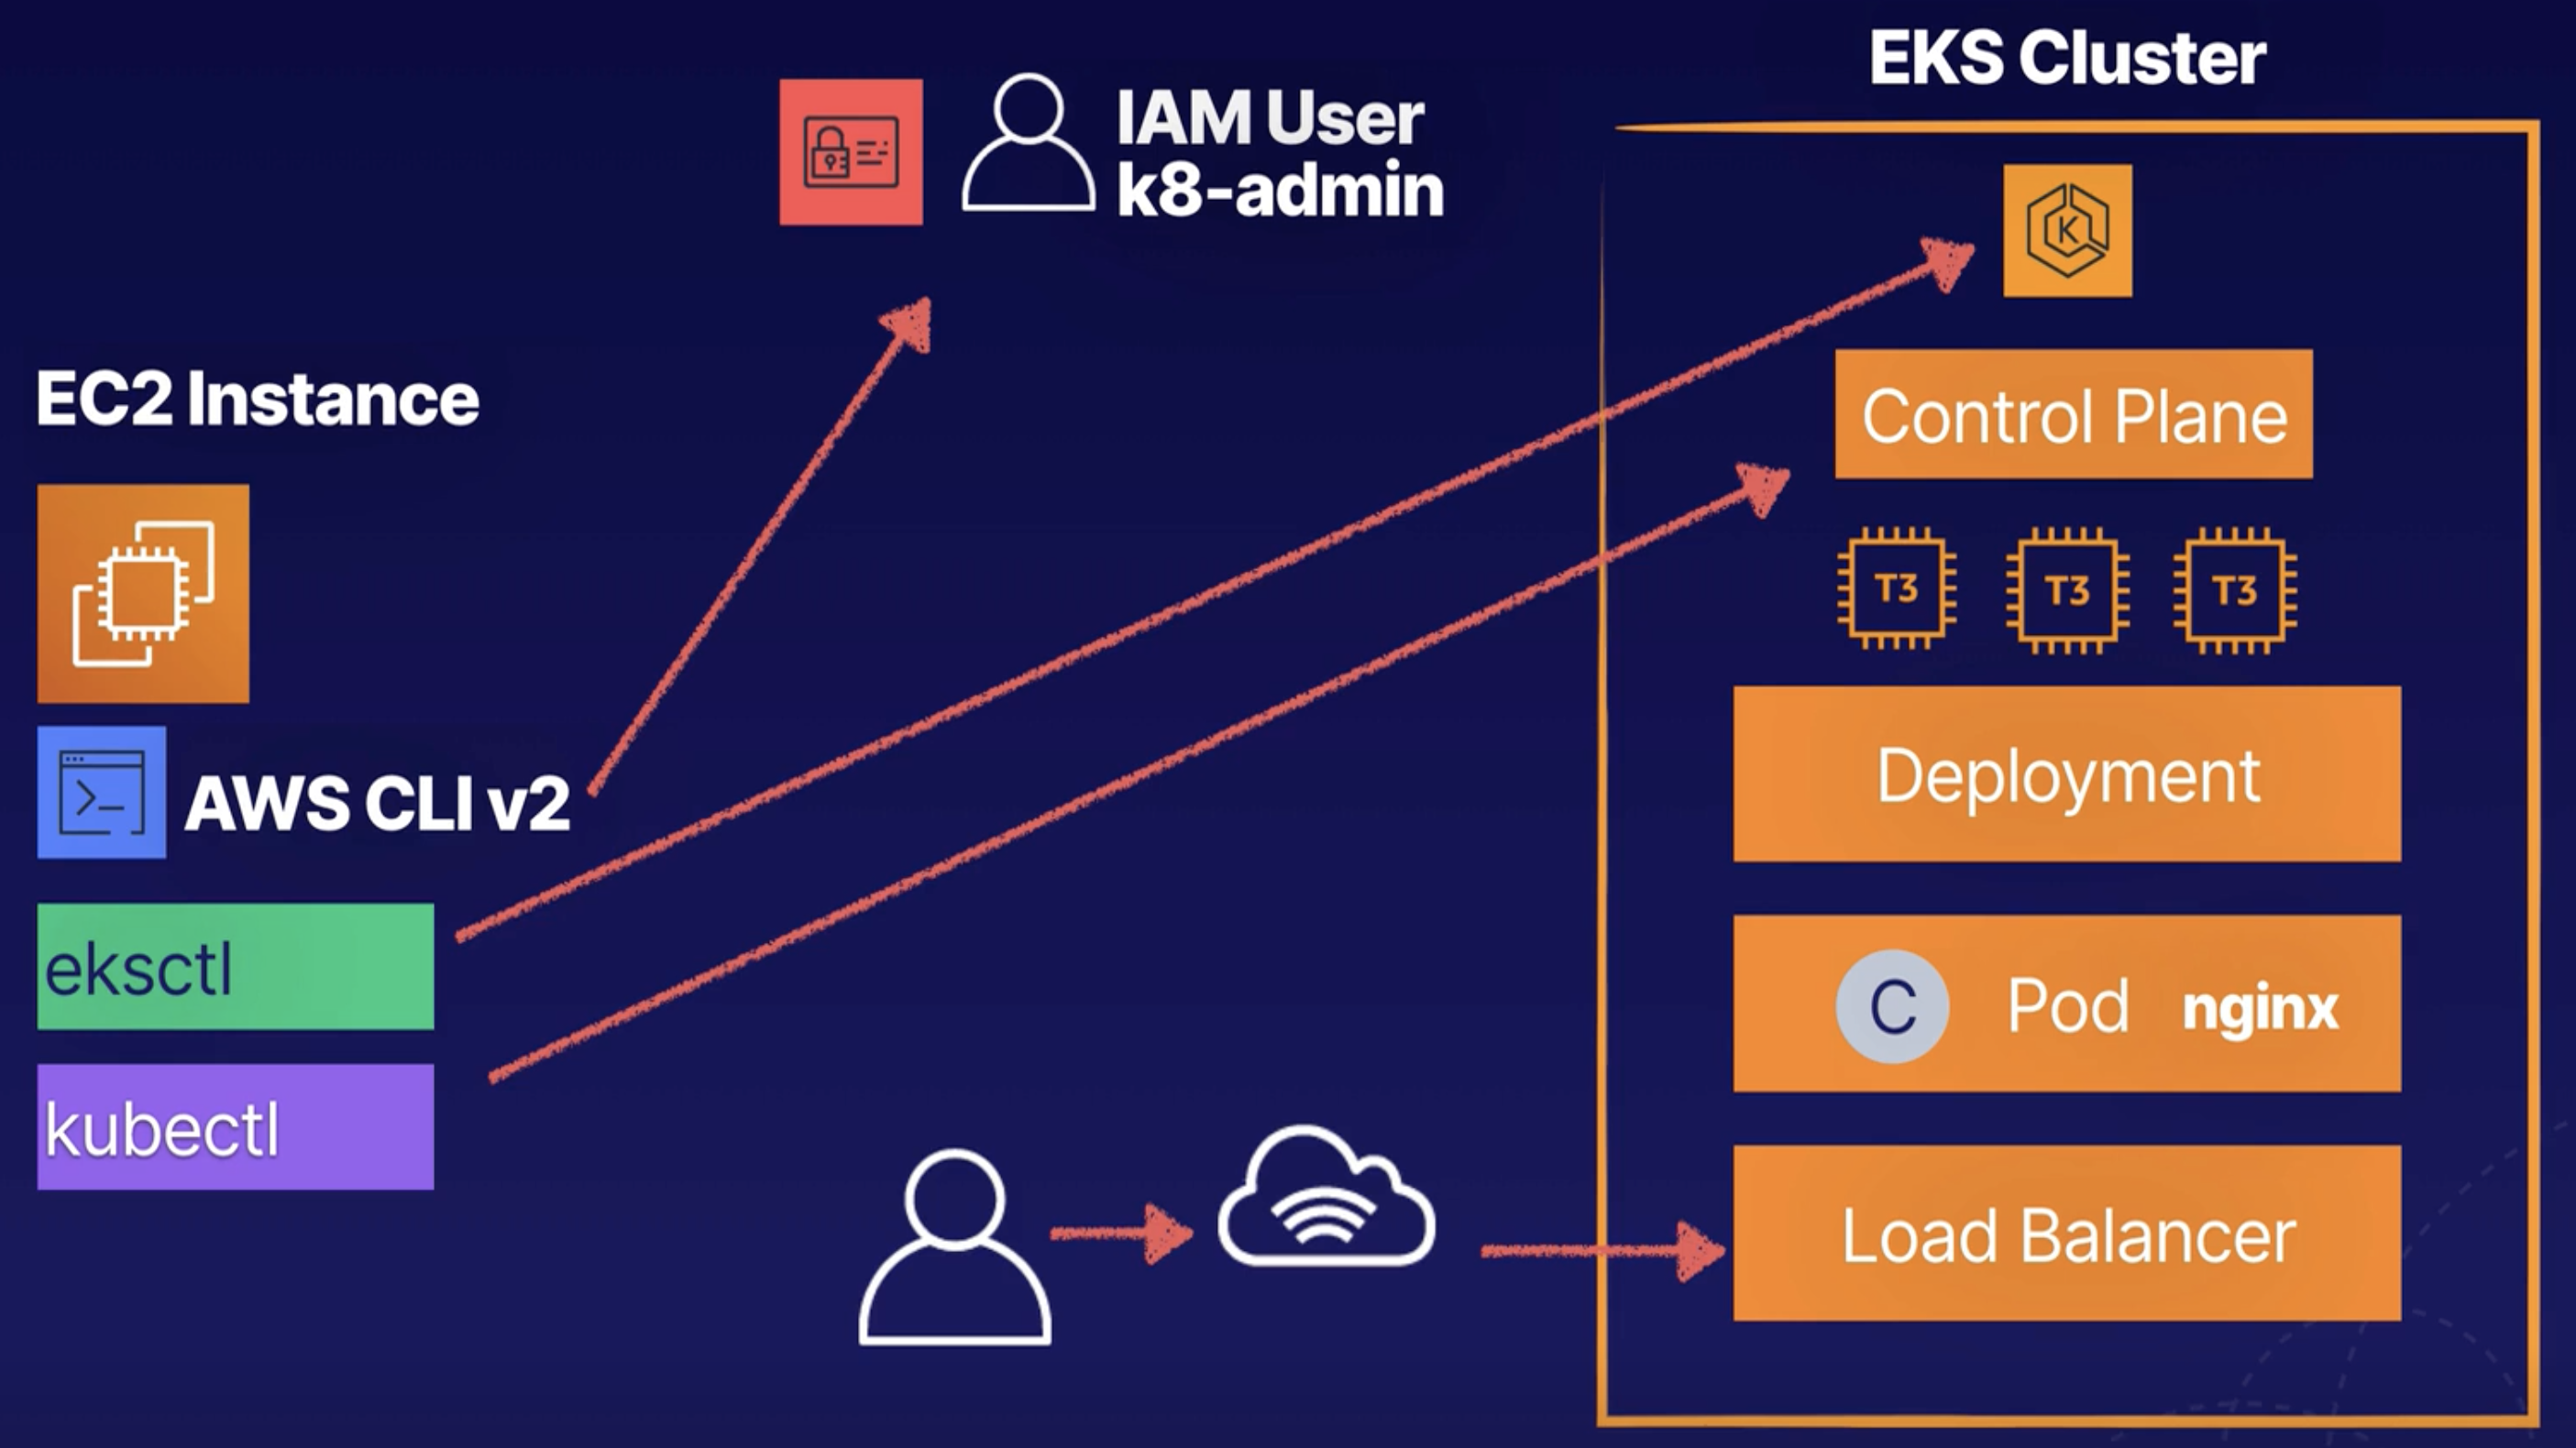 EKS Cluster
IAM User
k8-admin
K
EC2 Instance
Control Plane
T3
T3
T3
Deployment
>_ AWS CLI v2
eksctl
C Pod nginx
kubectl
Load Balancer